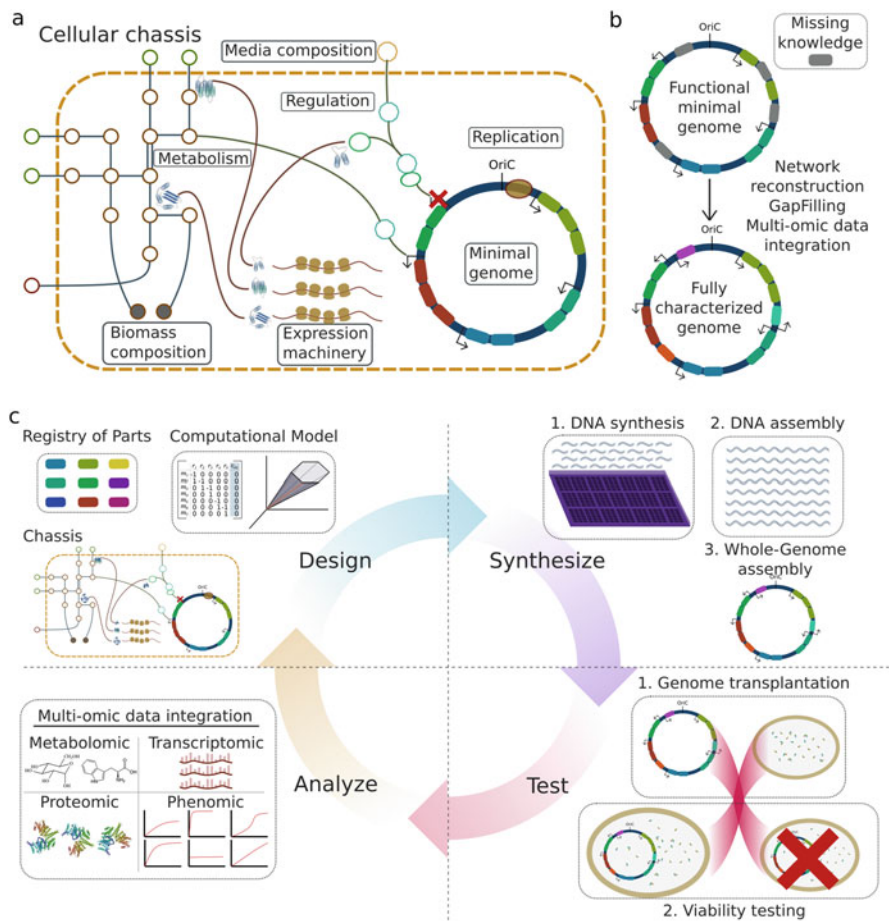 a
Cellular chassis
Media composition
Regulation
Replication
Metabolism
OriC
Minimal
genome
Biomass
composition
Expression
machinery
b
OriC
Missing
knowledge
Functional
minimal
genome
Network
reconstruction
GapFilling
Multi-omic data
integration
OriC
Fully
characterized
genome
c
Registry of Parts
Computational Model
Chassis
OriC
Design
1. DNA synthesis
2. DNA assembly
3. Whole-Genome
assembly
OriC
Synthesize
Multi-omic data integration
Metabolomic
Transcriptomic
Proteomic
Phenomic
Analyze
1. Genome transplantation
OriC
Test
2. Viability testing